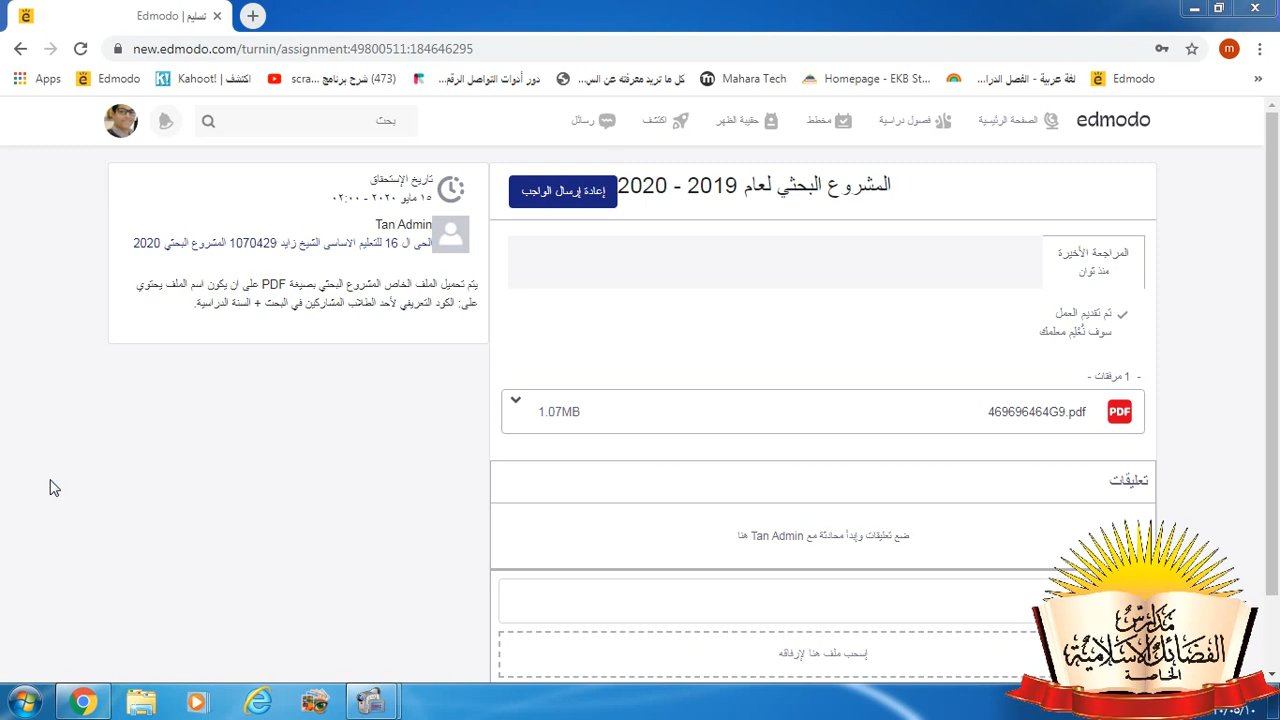 تسليم | Edmodo
new.edmodo.com/turnin/assignment:49800511:184646295
m
Apps
Edmodo
اكتشف | Kahoot!
scra... شرح برنامج (473)
دور أدوات التواصل الرقم...
كل ما تريد معرفته عن الس...
Mahara Tech
Homepage - EKB St...
لغة عربية - الفصل الدرا...
Edmodo
»
edmodo
الصفحة الرئيسية
فصول دراسية
مخطط
حقيبة الظهر
اكتشف
رسائل
بحث
المشروع البحثي لعام 2019 - 2020
إعادة إرسال الواجب
المراجعة الأخيرة
منذ ثوان
تم تقديم العمل
سوف نُعْلِم معلمك
- 1 مرفقات -
PDF
469696464G9.pdf
1.07MB
تعليقات
ضع تعليقات وإبدأ محادثة مع Tan Admin هنا
إسحب ملف هنا لإرفاقه
تاريخ الإستحقاق
١٥ مايو ٢٠٢٠ - ٠٢:٠٠
Tan Admin
الحى ال 16 للتعليم الاساسى الشيخ زايد 1070429 المشروع البحثي 2020
يتم تحميل الملف الخاص المشروع البحثي بصيغة PDF على ان يكون اسم الملف يحتوي
على: الكود التعريفي لأحد الطلاب المشاركين في البحث + السنة الدراسية.
مدارس
الفضائل الاسلامية
الخاصة